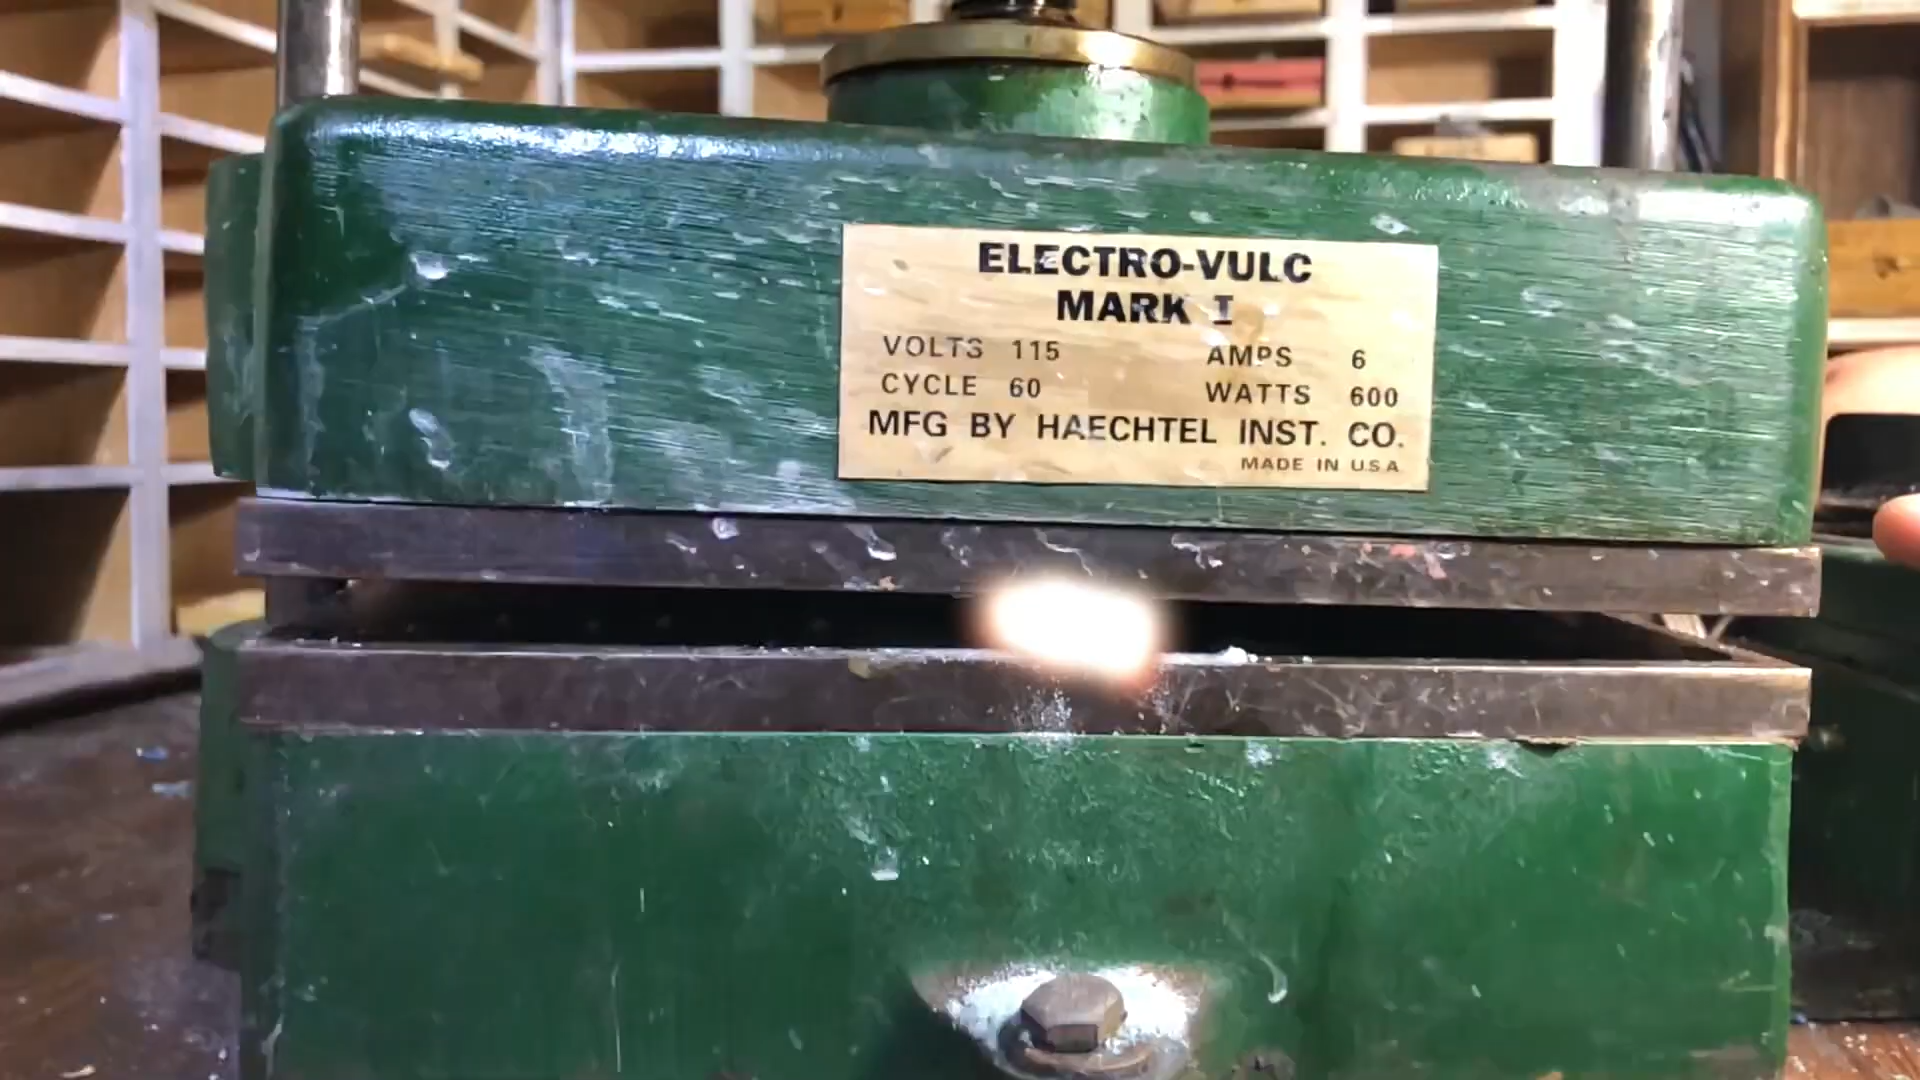 ELECTRO-VULC
MARK I
VOLTS 115 AMPS 6
CYCLE 60 WATTS 600
MFG BY HAECHTEL INST. CO.
MADE IN U.S.A